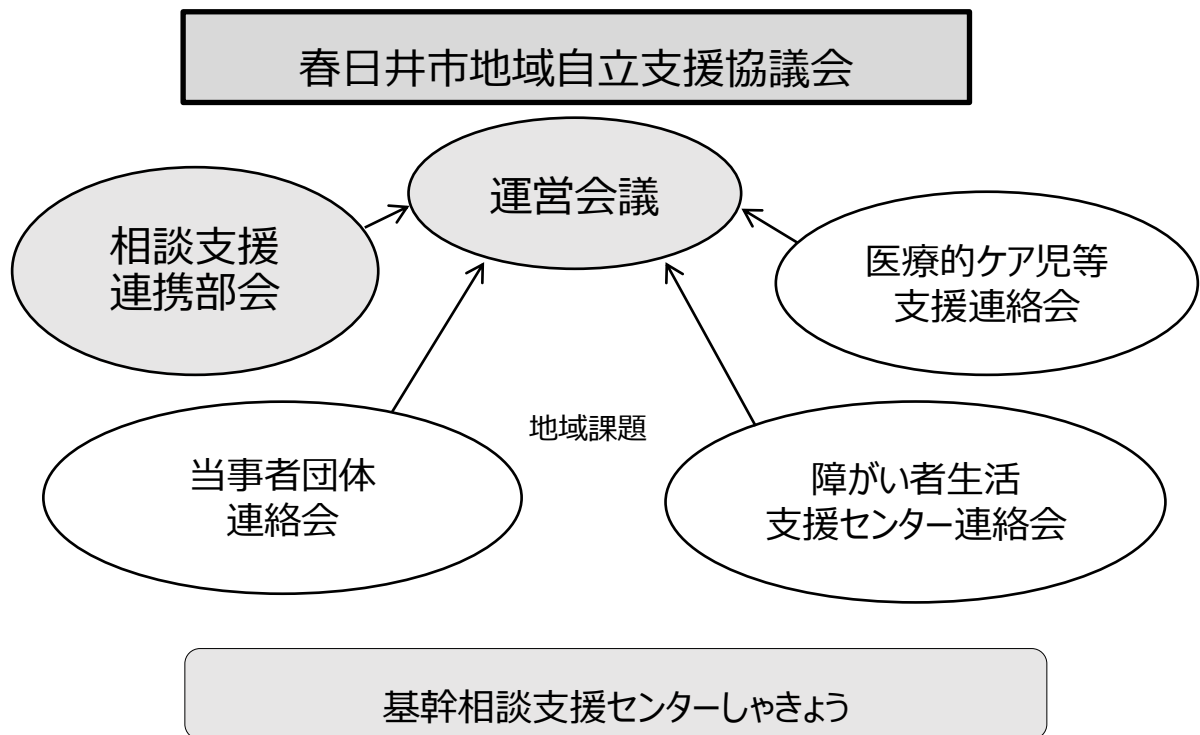 春日井市地域自立支援協議会
運営会議
相談支援
連携部会
医療的ケア児等
支援連絡会
地域課題
当事者団体
連絡会
障がい者生活
支援センター連絡会
基幹相談支援センターしゃきょう